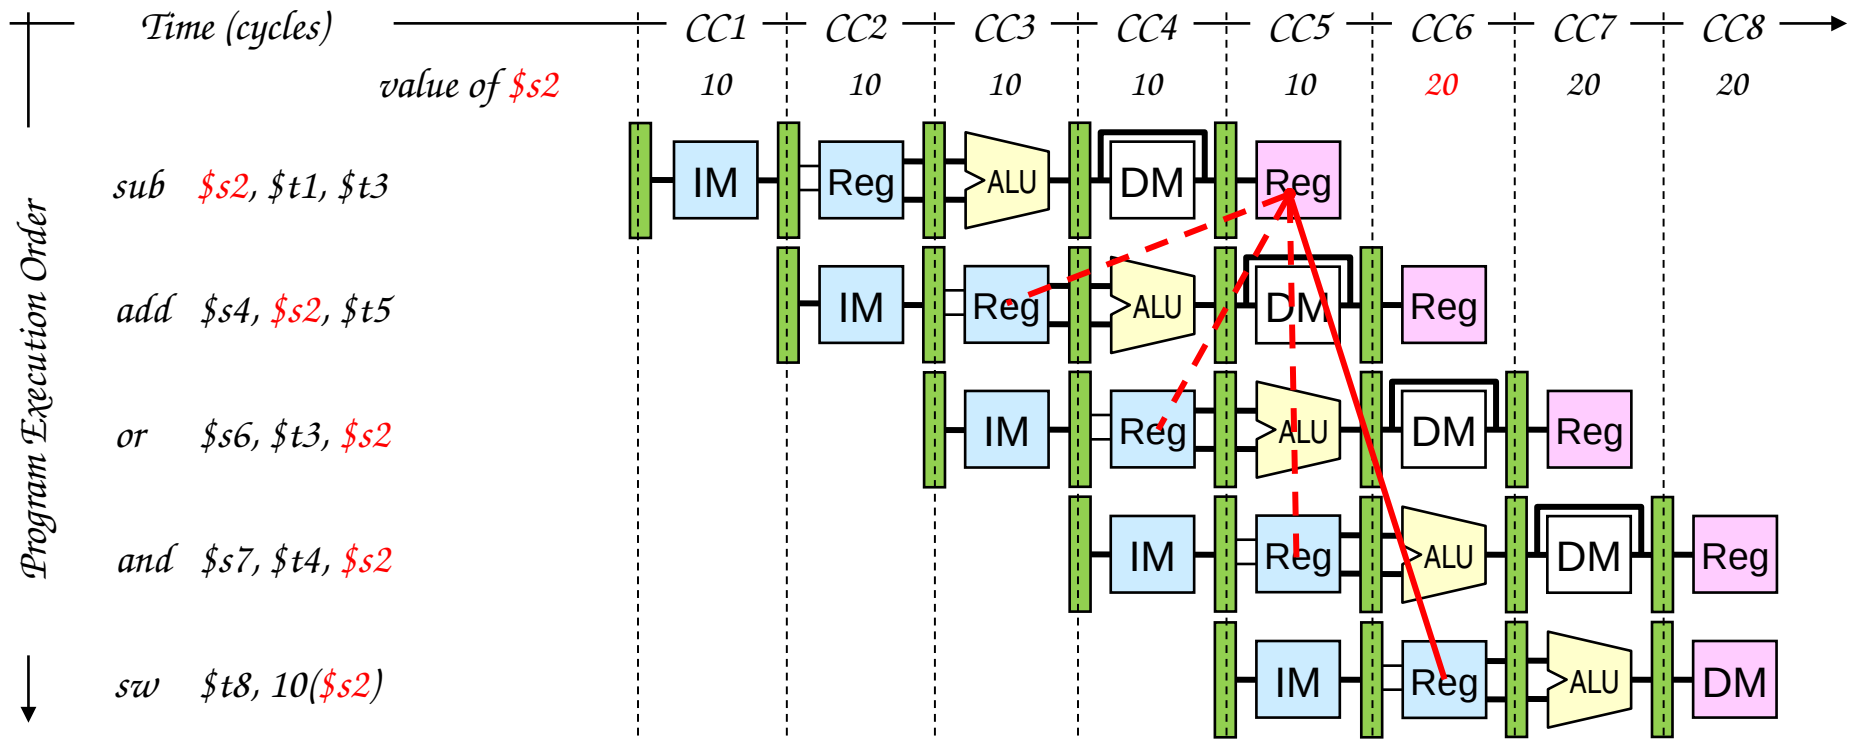 Time (cycles) CC1 CC2 CC3 CC4 CC5 CC6 CC7 CC8
value of $s2 10 10 10 10 10 20 20 20
Program Execution Order
sub $s2, $t1, $t3 IM Reg ALU DM Reg
add $s4, $s2, $t5 IM Reg ALU DM Reg
or $s6, $t3, $s2 IM Reg ALU DM Reg
and $s7, $t4, $s2 IM Reg ALU DM Reg
sw $t8, 10($s2) IM Reg ALU DM